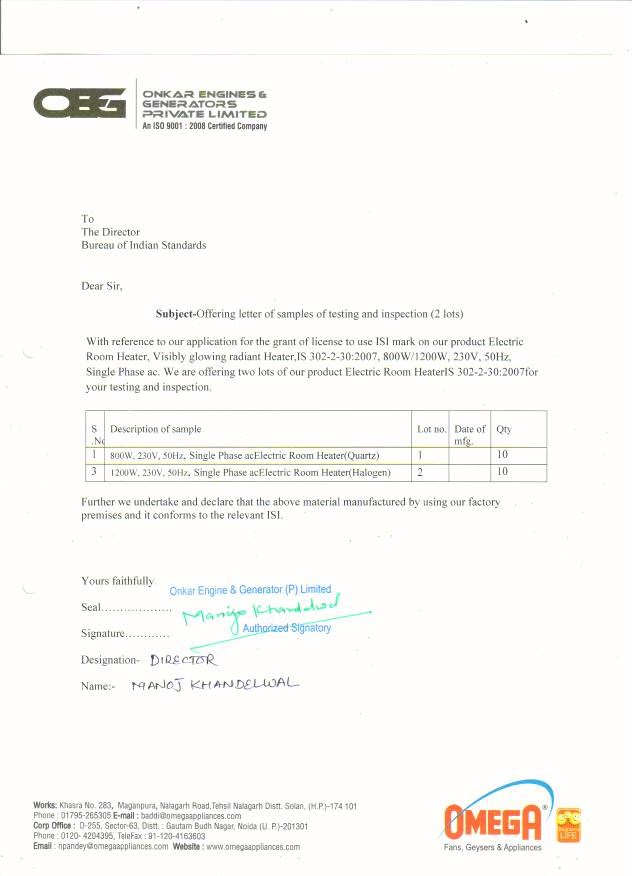 OEG
ONKAR ENGINES &
GENERATORS
PRIVATE LIMITED
An ISO 9001 : 2008 Certified Company
To
The Director
Bureau of Indian Standards
Dear Sir,
Subject-Offering letter of samples of testing and inspection (2 lots)
With reference to our application for the grant of license to use ISI mark on our product Electric
Room Heater, Visibly glowing radiant Heater,IS 302-2-30:2007, 800W/1200W, 230V, 50Hz,
Single Phase ac. We are offering two lots of our product Electric Room HeaterIS 302-2-30:2007for
your testing and inspection.
S .No Description of sample Lot no. Date of mfg. Qty
1 800W, 230V, 50Hz, Single Phase acElectric Room Heater(Quartz) 1 10
3 1200W, 230V, 50Hz, Single Phase acElectric Room Heater(Halogen) 2 10
Further we undertake and declare that the above material manufactured by using our factory
premises and it conforms to the relevant ISI.
Yours faithfully
Onkar Engine & Generator (P) Limited
Seal...................
Manoj Khandelwal
Authorized Signatory
Signature............
Designation- DIRECTOR
Name:- MANOJ KHANDELWAL
Works: Khasra No. 283, Maganpura, Nalagarh Road,Tehsil Nalagarh Distt. Solan, (H.P.)-174 101
Phone : 01795-265305 E-mail : baddi@omegaappliances.com
Corp Office : D-255, Sector-63, Distt. : Gautam Budh Nagar, Noida (U. P.)-201301
Phone : 0120- 4204395, TeleFax : 91-120-4163603
Email : npandey@omegaappliances.com Website : www.omegaappliances.com
OMEGA®
LIFE
Fans, Geysers & Appliances